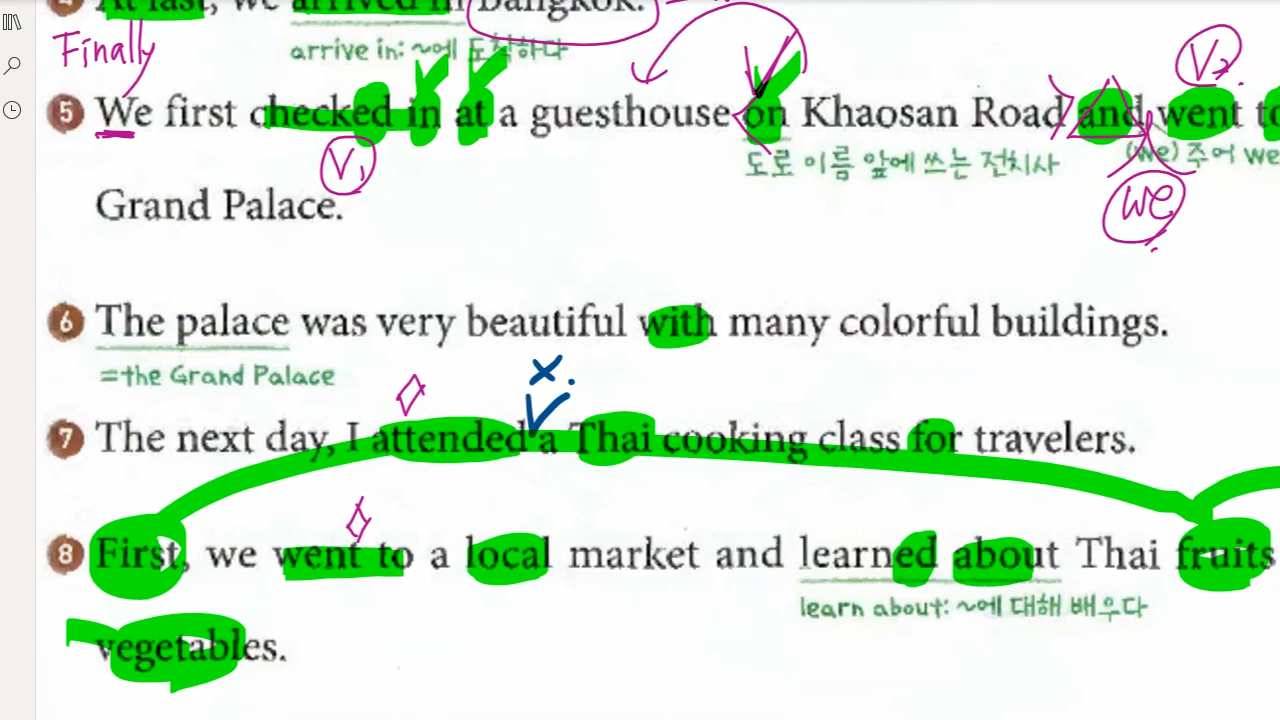 4 At last, we arrived in Bangkok.
Finally
arrive in: ~에 도착하다
V2.
5 We first checked in at a guesthouse on Khaosan Road and went to
V1
도로 이름 앞에 쓰는 전치사
(we) 주어 we
we
Grand Palace.
6 The palace was very beautiful with many colorful buildings.
=the Grand Palace
×.
7 The next day, I attended a Thai cooking class for travelers.
8 First, we went to a local market and learned about Thai fruits
learn about: ~에 대해 배우다
vegetables.